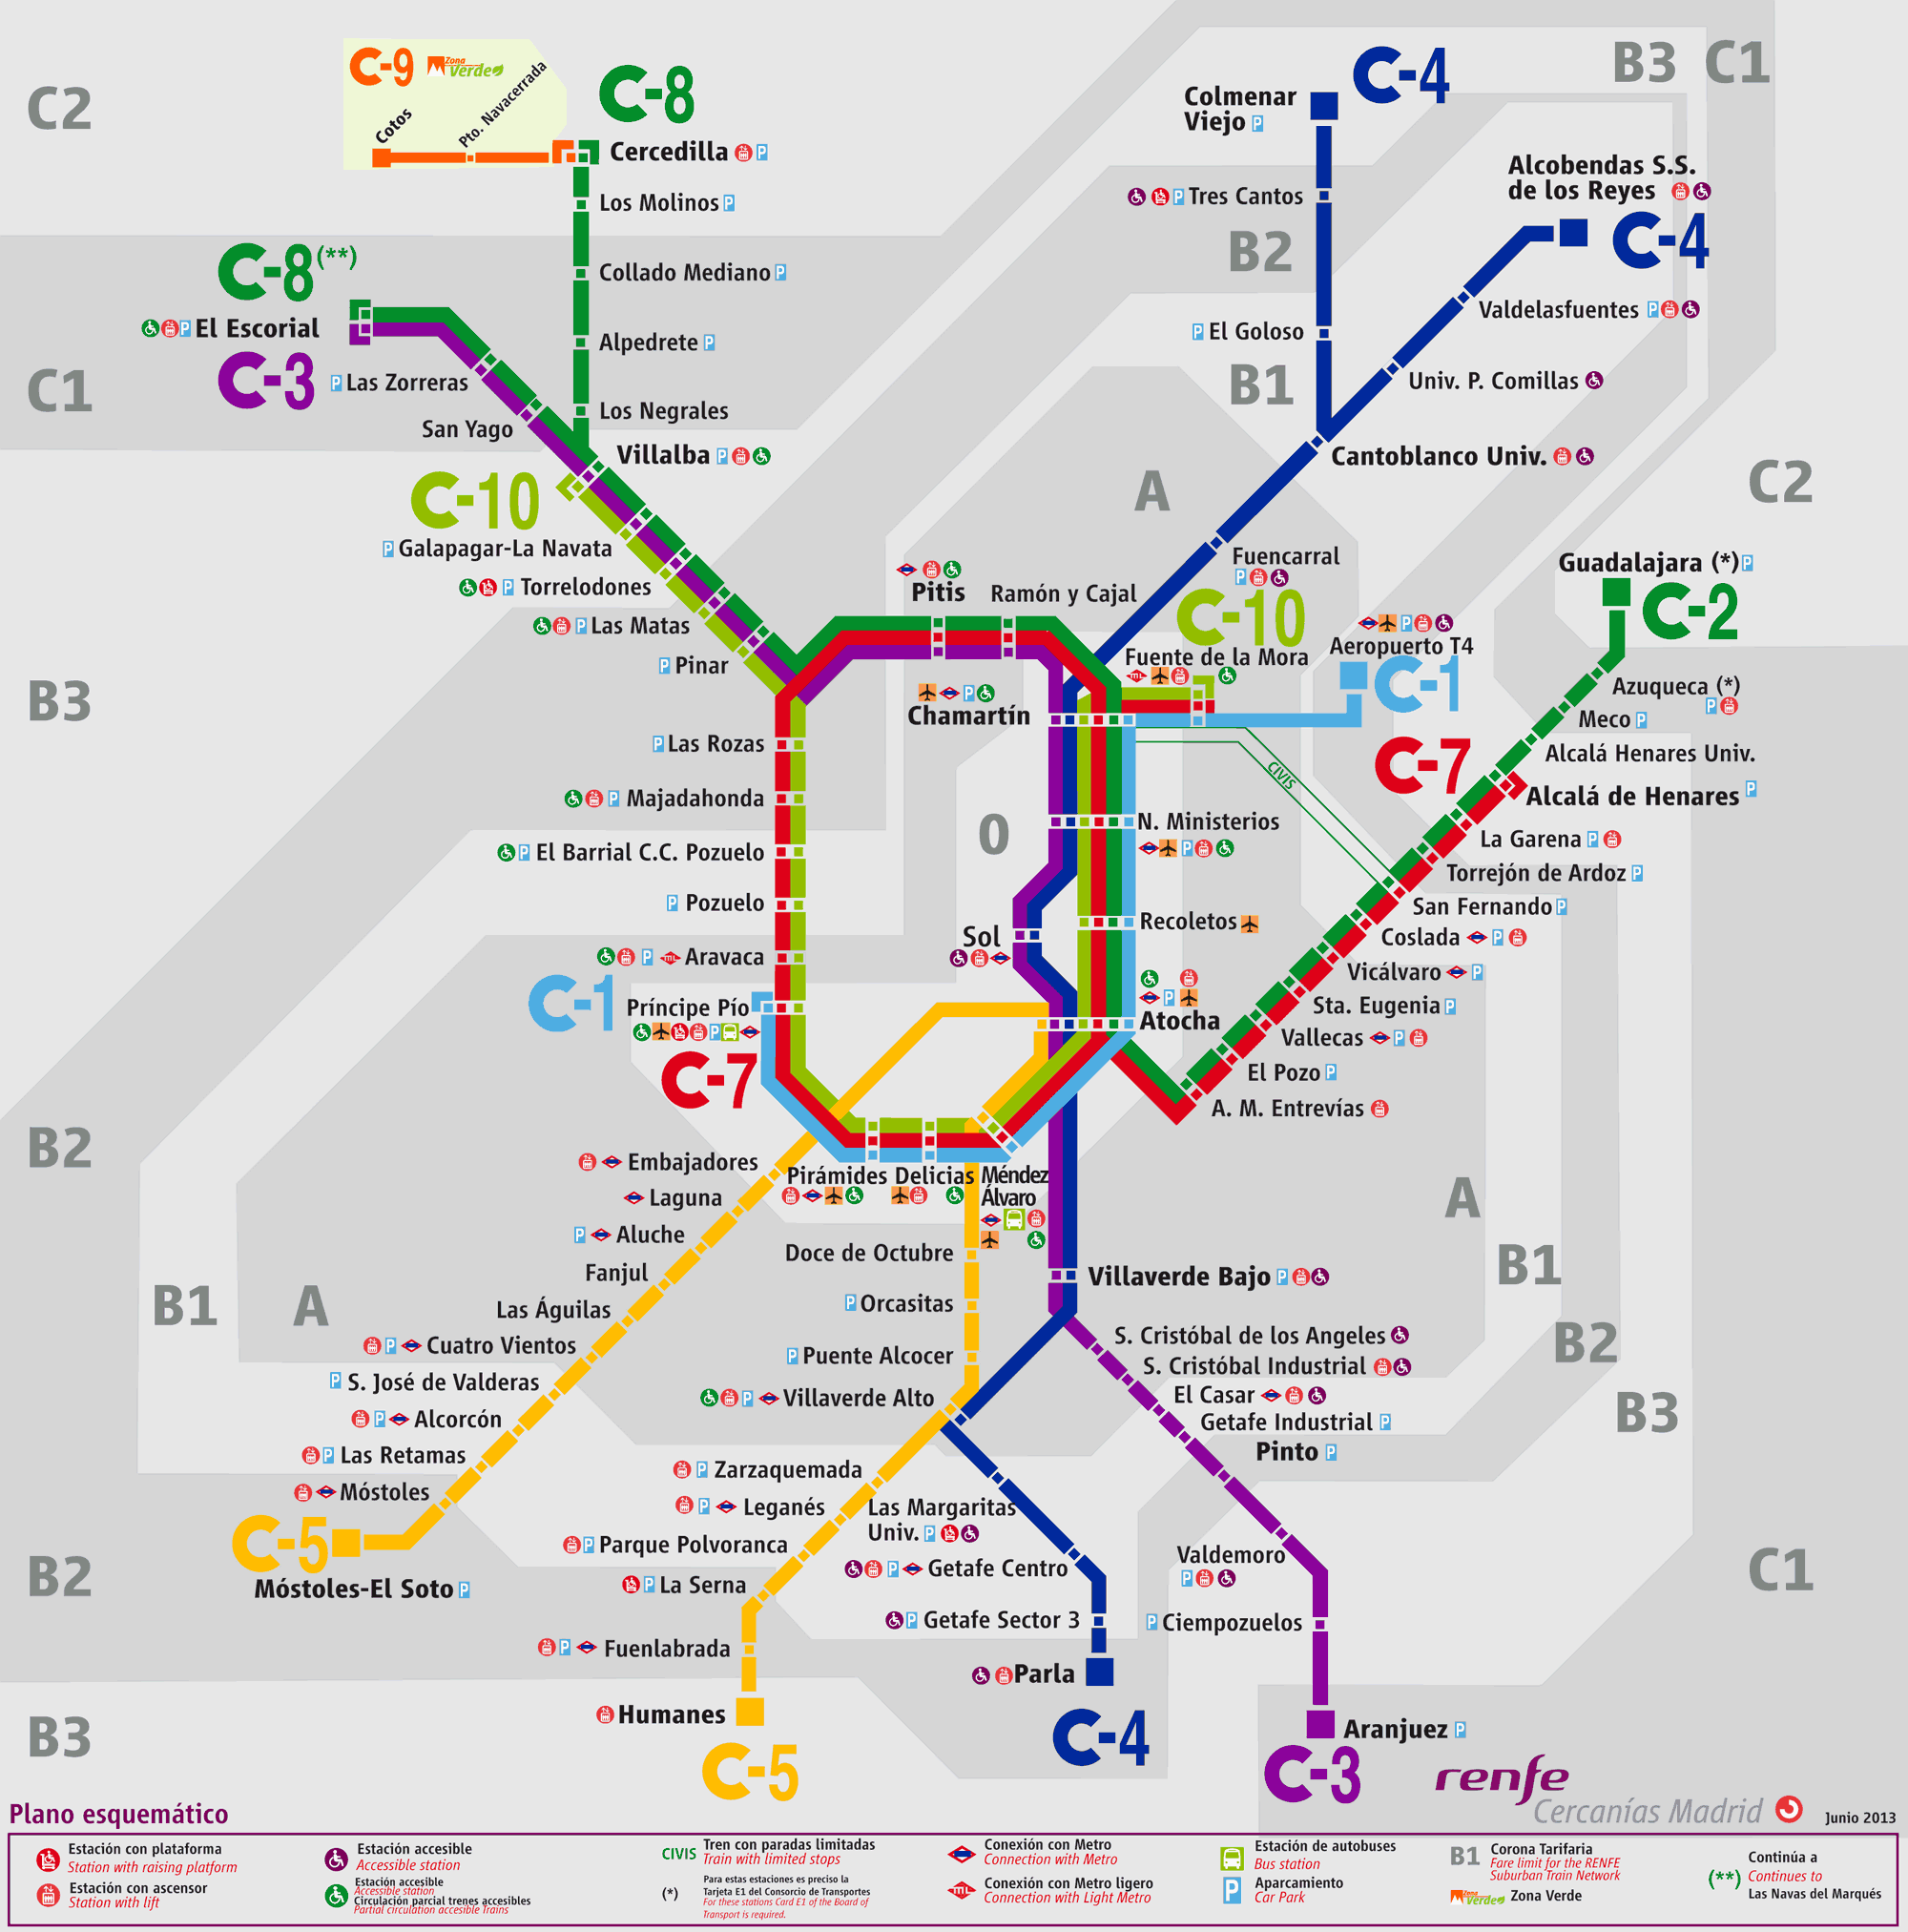 C2
C-9
Zona
Verde
Cotos
Pto. Navacerrada
C-8
Cercedilla
P
Los Molinos P
Collado Mediano P
Alpedrete P
Los Negrales
Villalba P
C-8(**)
P El Escorial
C-3
P Las Zorreras
San Yago
C1
C-10
P Galapagar-La Navata
P Torrelodones
P Las Matas
P Pinar
B3
C-4
Colmenar
Viejo P
P Tres Cantos
B2
P El Goloso
B1
B3
C1
Alcobendas S.S.
de los Reyes
C-4
Valdelasfuentes P
Univ. P. Comillas
Cantoblanco Univ.
A
C2
Fuencarral
P
C-10
Pitis
Ramón y Cajal
Fuente de la Mora
mL
P
Aeropuerto T4
C-1
P
Chamartín
Guadalajara (*) P
C-2
Azuqueca (*)
P
Meco P
Alcalá Henares Univ.
C-7
Alcalá de Henares P
La Garena P
Torrejón de Ardoz P
San Fernando P
Coslada P
Vicálvaro P
Sta. Eugenia P
Vallecas P
El Pozo P
A. M. Entrevías
CIVIS
P Las Rozas
P Majadahonda
P El Barrial C.C. Pozuelo
P Pozuelo
P mL Aravaca
C-1
Príncipe Pío
P
C-7
0
N. Ministerios
P
Sol
Recoletos
P
Atocha
B2
Embajadores
Laguna
P Aluche
Fanjul
Las Águilas
P Cuatro Vientos
P S. José de Valderas
P Alcorcón
P Las Retamas
Móstoles
C-5
Móstoles-El Soto P
B1
A
Pirámides
Delicias
Méndez
Álvaro
Doce de Octubre
P Orcasitas
P Puente Alcocer
P Villaverde Alto
P Zarzaquemada
P Leganés
P Parque Polvoranca
P La Serna
P Fuenlabrada
Humanes
C-5
Villaverde Bajo P
S. Cristóbal de los Angeles
S. Cristóbal Industrial
El Casar
Getafe Industrial P
Pinto P
A
B1
B2
B3
C1
Las Margaritas
Univ. P
P Getafe Centro
P Getafe Sector 3
Parla
C-4
Valdemoro
P
P Ciempozuelos
Aranjuez P
C-3
B2
B3
renfe
Cercanías Madrid
Junio 2013
Plano esquemático
Estación con plataforma
Station with raising platform
Estación con ascensor
Station with lift
Estación accesible
Accessible station
Estación accesible
Accessible station
Circulación parcial trenes accesibles
Partial circulation accesible trains
CIVIS
Tren con paradas limitadas
Train with limited stops
(*)
Para estas estaciones es preciso la
Tarjeta E1 del Consorcio de Transportes
For these stations Card E1 of the Board of
Transport is required.
Conexión con Metro
Connection with Metro
mL
Conexión con Metro ligero
Connection with Light Metro
Estación de autobuses
Bus station
P
Aparcamiento
Car Park
B1
Corona Tarifaria
Fare limit for the RENFE
Suburban Train Network
Zona
Verde
Zona Verde
(**)
Continúa a
Continues to
Las Navas del Marqués